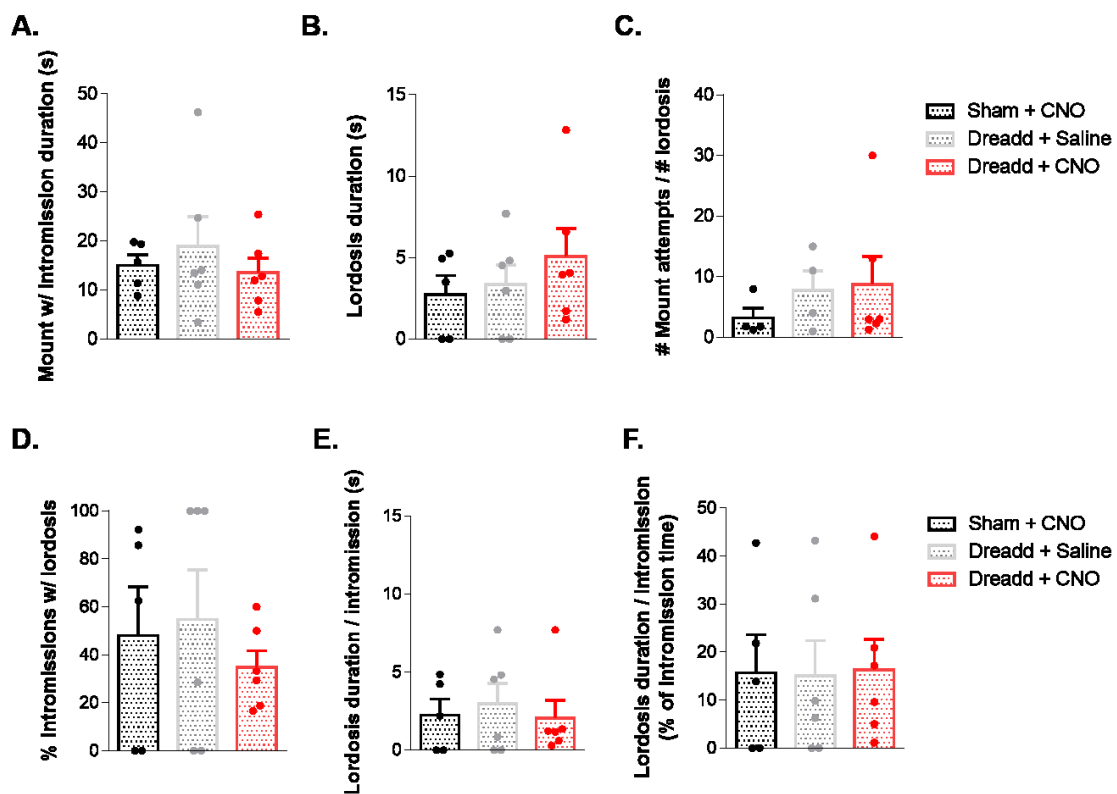 A.
B.
C.
Mount w/ Intromission duration (s)
50
40
30
20
10
0
Lordosis duration (s)
15
10
5
0
# Mount attempts / # lordosis
40
30
20
10
0
Sham + CNO
Dreadd + Saline
Dreadd + CNO
D.
E.
F.
% Intromissions w/ lordosis
100
80
60
40
20
0
Lordosis duration / intromission (s)
15
10
5
0
Lordosis duration / Intromission
(% of Intromission time)
50
40
30
20
10
0
Sham + CNO
Dreadd + Saline
Dreadd + CNO